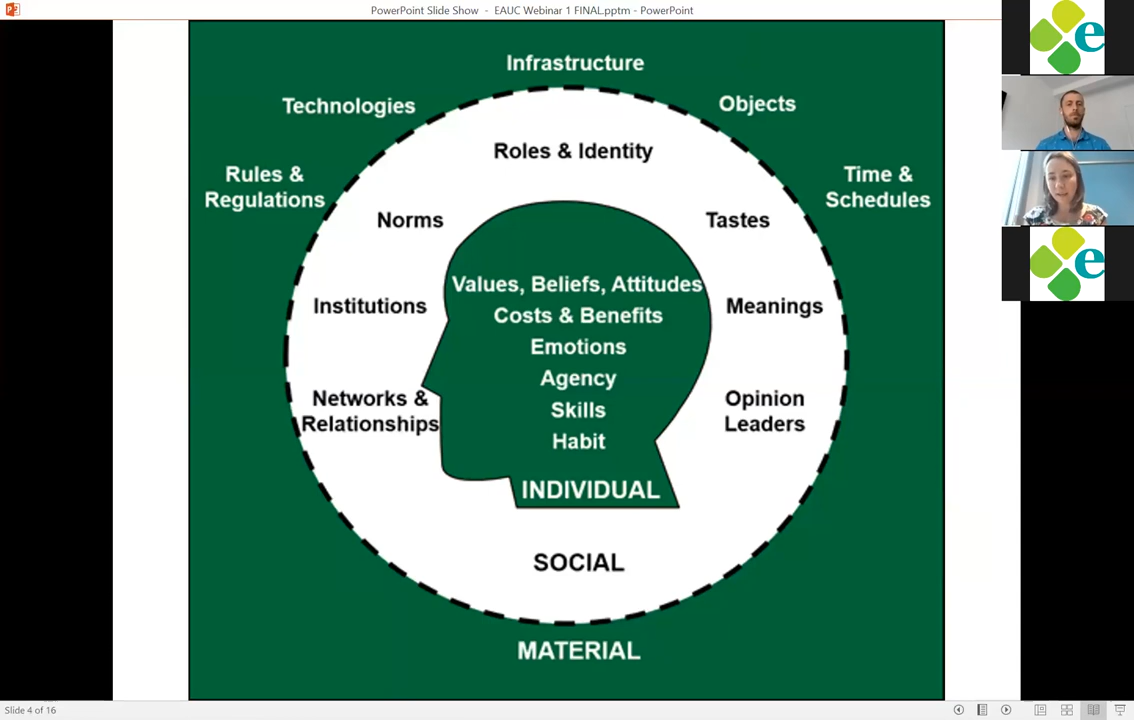 PowerPoint Slide Show - EAUC Webinar 1 FINAL.pptm - PowerPoint
Infrastructure
Technologies
Objects
Rules &
Regulations
Time &
Schedules
Roles & Identity
Norms
Tastes
Institutions
Meanings
Networks &
Relationships
Opinion
Leaders
Values, Beliefs, Attitudes
Costs & Benefits
Emotions
Agency
Skills
Habit
INDIVIDUAL
SOCIAL
MATERIAL
e
e
Slide 4 of 16